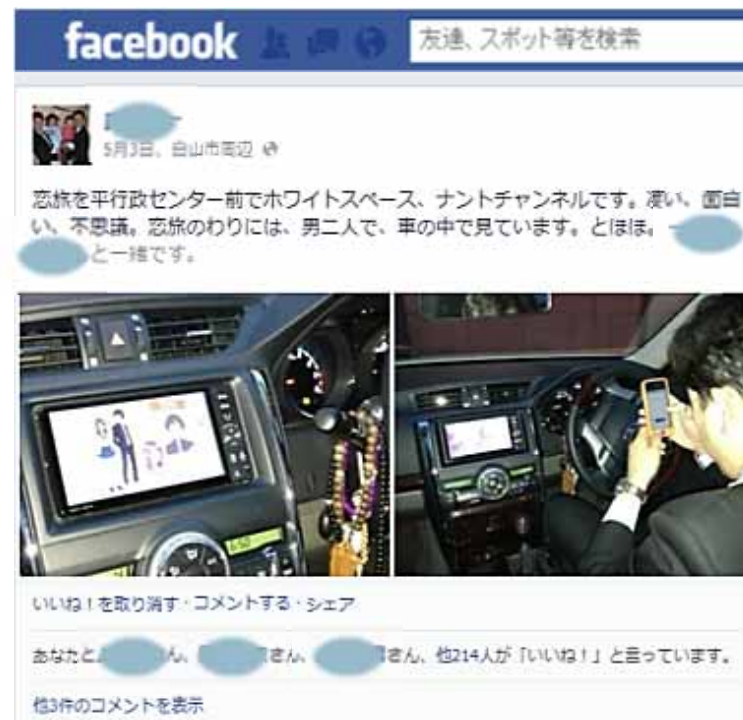 facebook
友達、スポット等を検索
5月3日、白山市周辺
恋旅を平行政センター前でホワイトスペース、ナントチャンネルです。凄い、面白
い、不思議。恋旅のわりには、男二人で、車の中で見ています。とほほ。 —
と一緒です。
いいね！を取り消す・コメントする・シェア
あなたと さん、 さん、 さん、他214人が「いいね！」と言っています。
他3件のコメントを表示